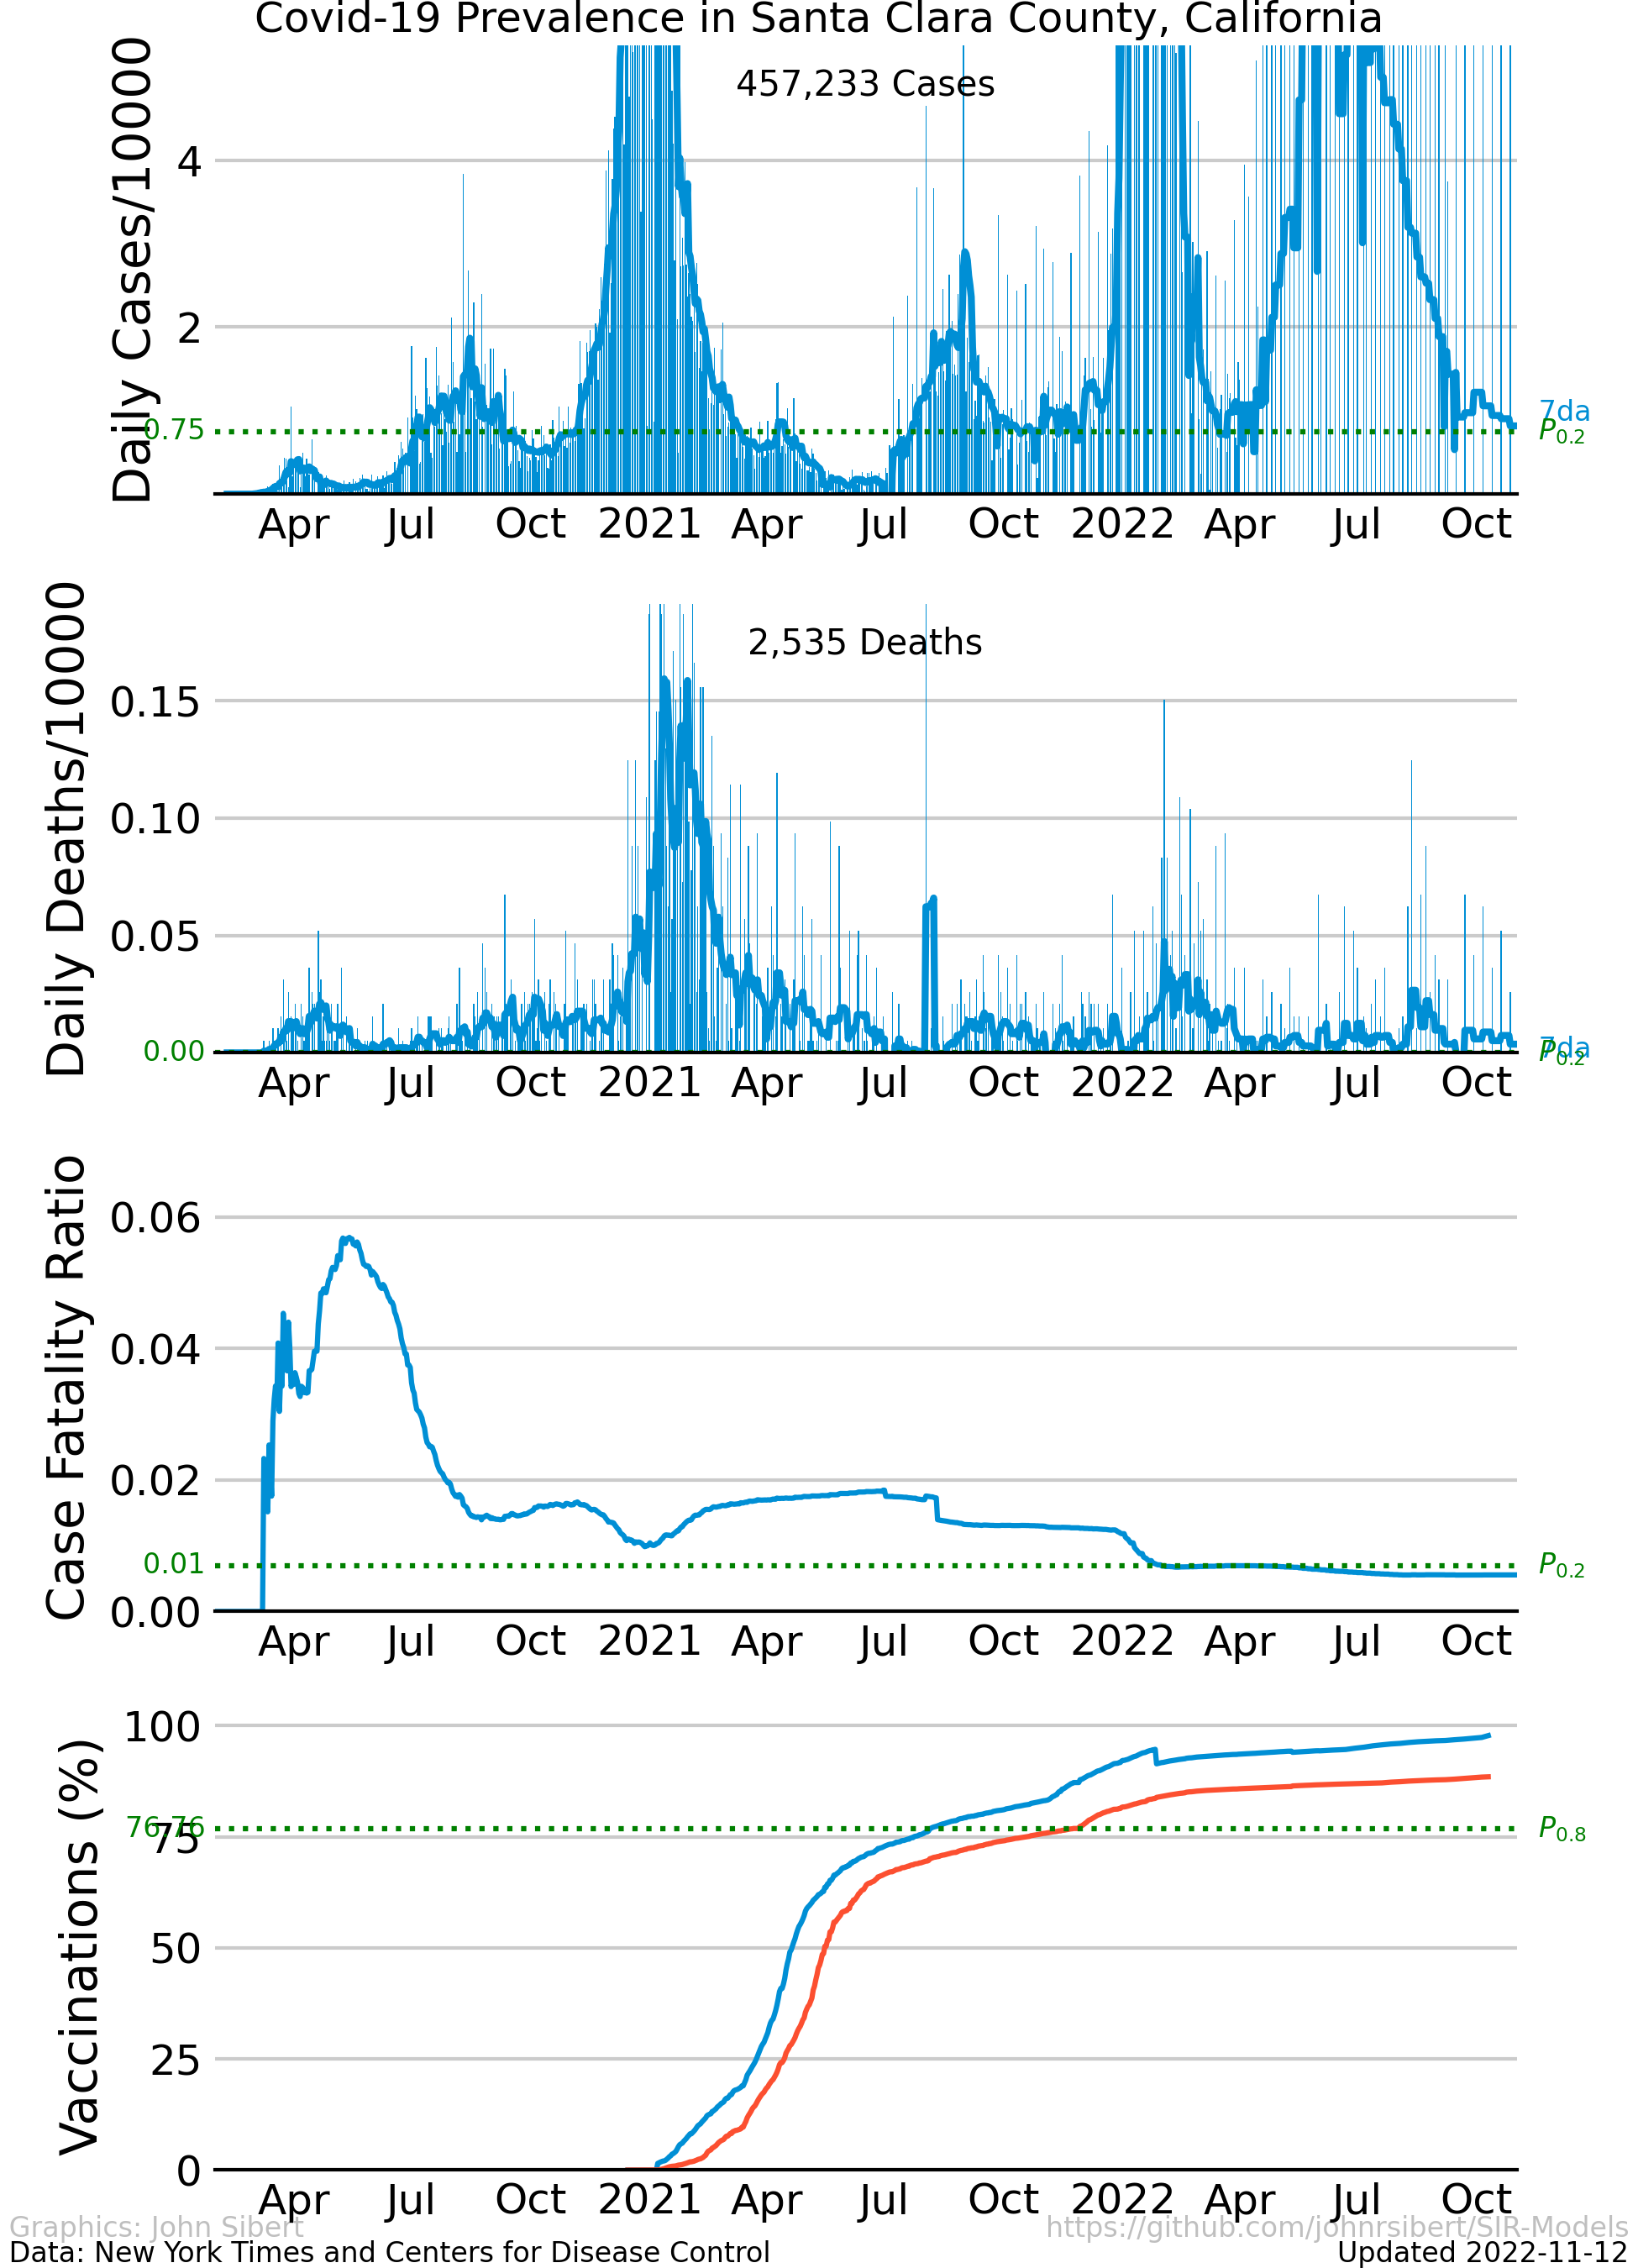 Covid-19 Prevalence in Santa Clara County, California
457,233 Cases
Daily Cases/10000
4
2
0.75
7da
P0.2
Apr Jul Oct 2021 Apr Jul Oct 2022 Apr Jul Oct
2,535 Deaths
Daily Deaths/10000
0.15
0.10
0.05
0.00
7da
P0.2
Apr Jul Oct 2021 Apr Jul Oct 2022 Apr Jul Oct
Case Fatality Ratio
0.06
0.04
0.02
0.01
P0.2
0.00
Apr Jul Oct 2021 Apr Jul Oct 2022 Apr Jul Oct
Vaccinations (%)
100
76.76
P0.8
75
50
25
0
Apr Jul Oct 2021 Apr Jul Oct 2022 Apr Jul Oct
Graphics: John Sibert
https://github.com/johnrsibert/SIR-Models
Data: New York Times and Centers for Disease Control
Updated 2022-11-12